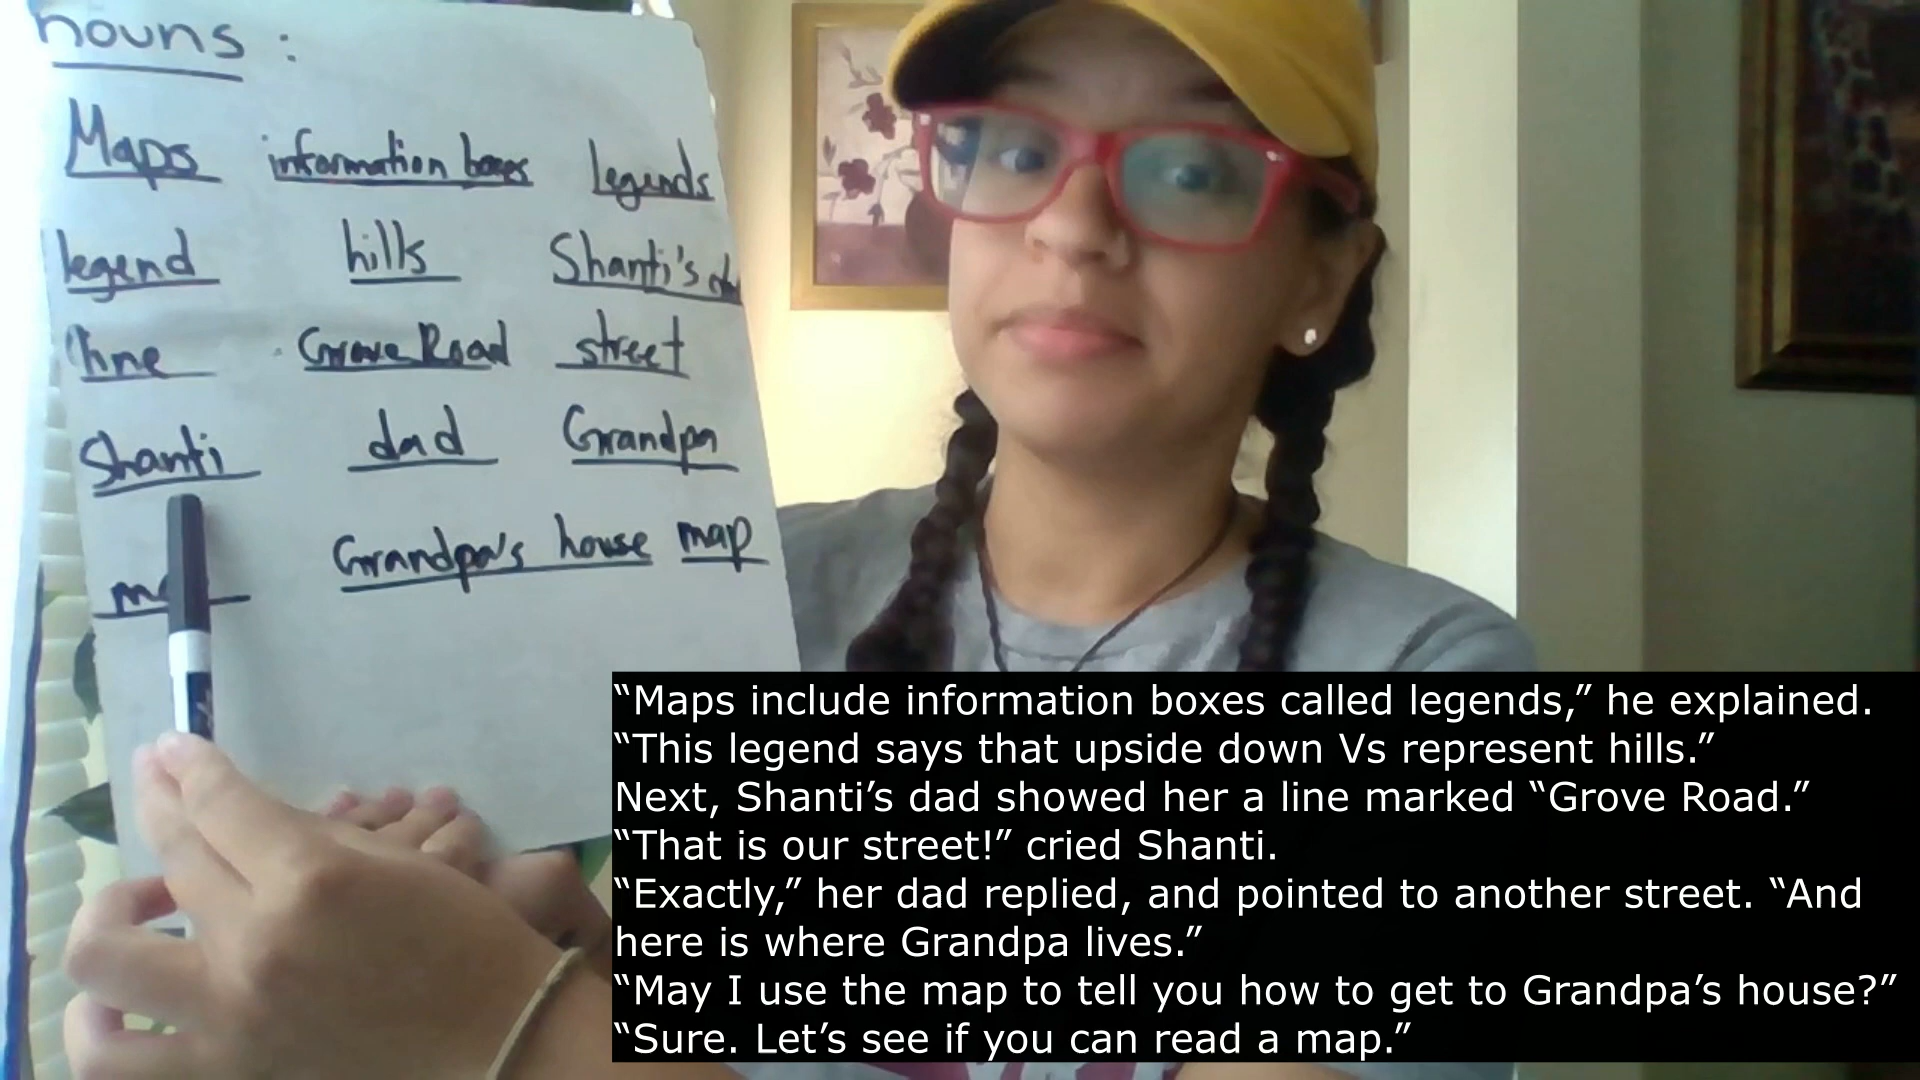 nouns :
Maps information boxes Legends
legend hills Shanti's
line Grove Road street
Shanti dad Grandpa
Grandpa's house map
“Maps include information boxes called legends,” he explained.
“This legend says that upside down Vs represent hills.”
Next, Shanti’s dad showed her a line marked “Grove Road.”
“That is our street!” cried Shanti.
“Exactly,” her dad replied, and pointed to another street. “And
here is where Grandpa lives.”
“May I use the map to tell you how to get to Grandpa’s house?”
“Sure. Let’s see if you can read a map.”